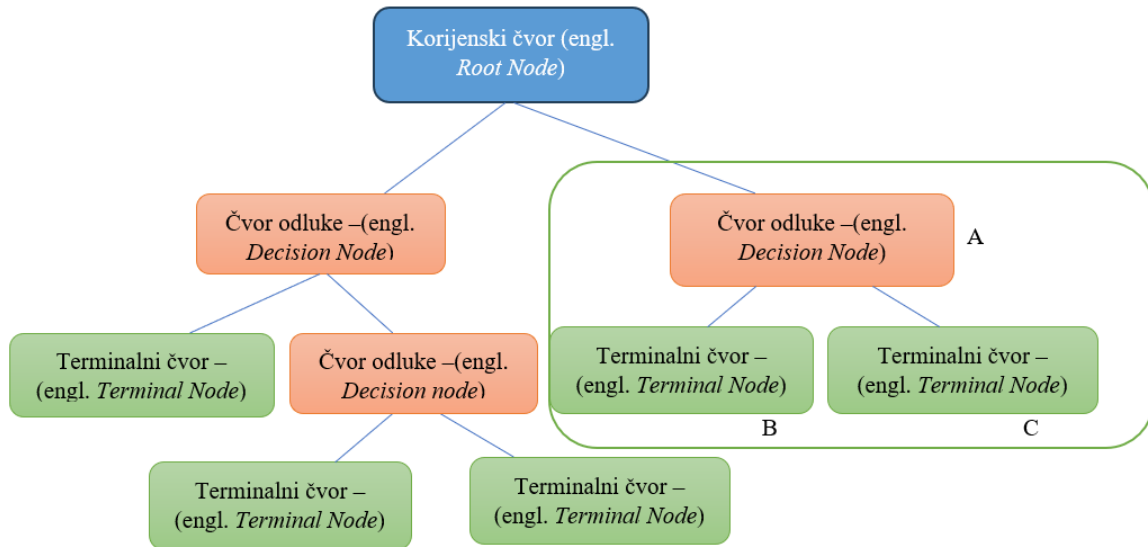 Korijenski čvor (engl.
Root Node)
Čvor odluke –(engl.
Decision Node)
Čvor odluke –(engl.
Decision Node)
A
Terminalni čvor –
(engl. Terminal Node)
Čvor odluke –(engl.
Decision node)
Terminalni čvor –
(engl. Terminal Node)
Terminalni čvor –
(engl. Terminal Node)
B
C
Terminalni čvor –
(engl. Terminal Node)
Terminalni čvor –
(engl. Terminal Node)